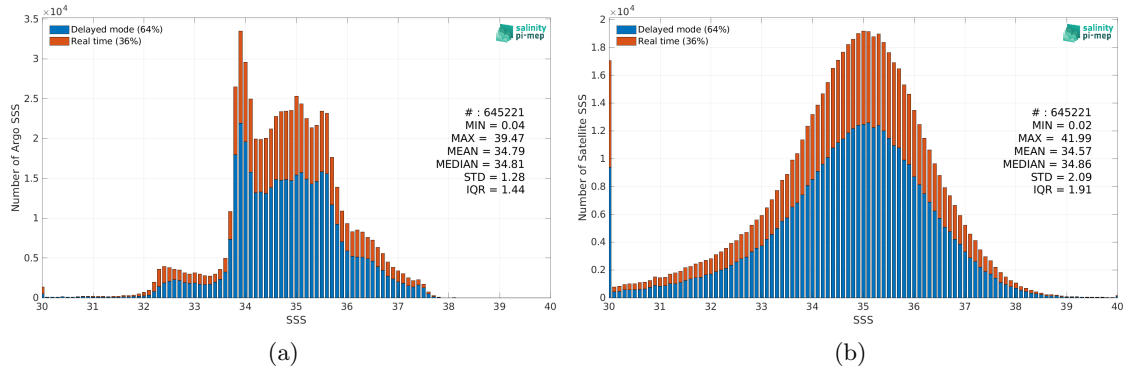 ×10⁴
3.5
3
2.5
2
1.5
1
0.5
0
Number of Argo SSS
Delayed mode (64%)
Real time (36%)
salinity
pi-mep
# : 645221
MIN = 0.04
MAX = 39.47
MEAN = 34.79
MEDIAN = 34.81
STD = 1.28
IQR = 1.44
30 31 32 33 34 35 36 37 38 39 40
SSS
(a)
×10⁴
2
1.8
1.6
1.4
1.2
1
0.8
0.6
0.4
0.2
0
Number of Satellite SSS
Delayed mode (64%)
Real time (36%)
salinity
pi-mep
# : 645221
MIN = 0.02
MAX = 41.99
MEAN = 34.57
MEDIAN = 34.86
STD = 2.09
IQR = 1.91
30 31 32 33 34 35 36 37 38 39 40
SSS
(b)